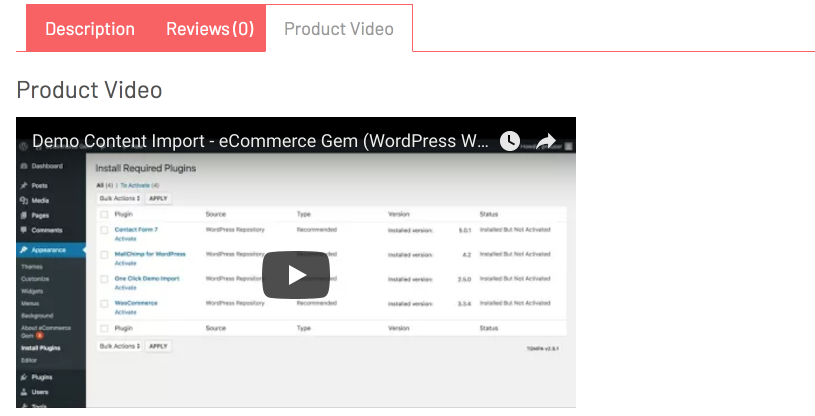 Description Reviews (0) Product Video
Product Video
Demo Content Import - eCommerce Gem (WordPress W...
Dashboard
Posts
Media
Pages
Comments
Appearance
Themes
Customize
Widgets
Menus
Background
About eCommerce
Gem
Install Plugins
Editor
Plugins
Users
Tools
Install Required Plugins
All (4) | To Activate (4)
Bulk Actions APPLY
Plugin Source Type Version Status
Contact Form 7 WordPress Repository Recommended Installed version: 5.0.1 Installed But Not Activated
Activate
MailChimp for WordPress WordPress Repository Recommended Installed version: 4.2 Installed But Not Activated
Activate
One Click Demo Import WordPress Repository Installed version: 2.5.0 Installed But Not Activated
Activate
WooCommerce WordPress Repository Recommended Installed version: 3.3.4 Installed But Not Activated
Activate
Plugin Source Type Version Status
Bulk Actions APPLY
TGMPA v2.6.1